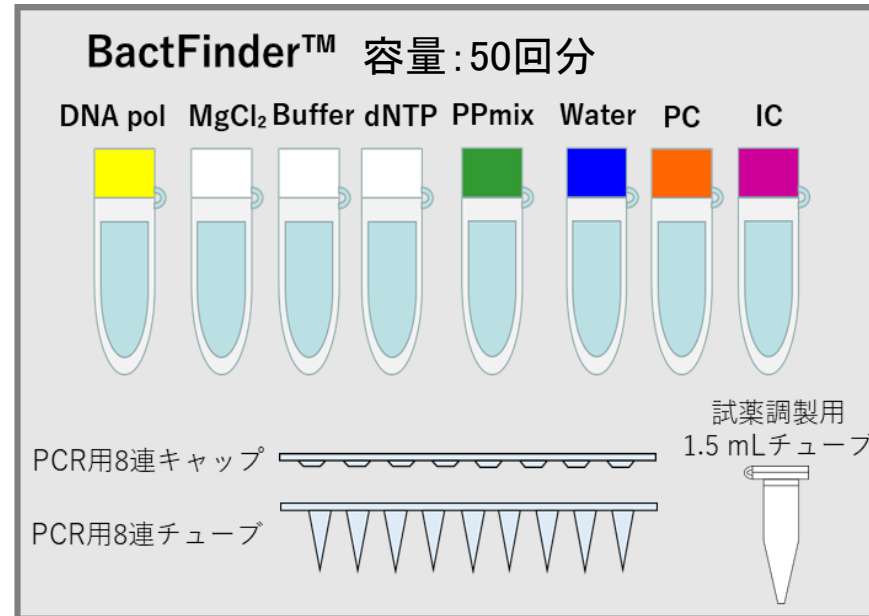 BactFinder™ 容量:50回分
DNA pol MgCl₂ Buffer dNTP PPmix Water PC IC
試薬調製用
1.5 mLチューブ
PCR用8連キャップ
PCR用8連チューブ